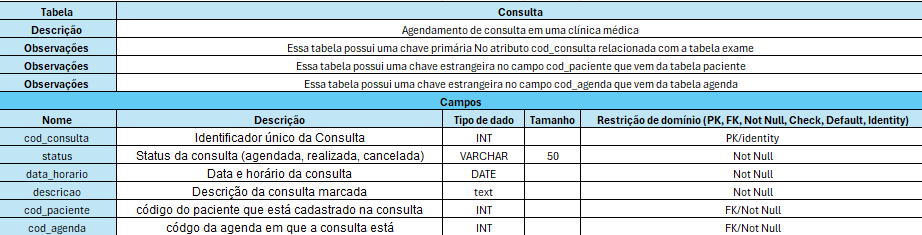 Tabela Consulta
Descrição Agendamento de consulta em uma clínica médica
Observações Essa tabela possui uma chave primária No atributo cod_consulta relacionada com a tabela exame
Observações Essa tabela possui uma chave estrangeira no campo cod_paciente que vem da tabela paciente
Observações Essa tabela possui uma chave estrangeira no campo cod_agenda que vem da tabela agenda
Campos
Nome Descrição Tipo de dado Tamanho Restrição de domínio (PK, FK, Not Null, Check, Default, Identity)
cod_consulta Identificador único da Consulta INT PK/identity
status Status da consulta (agendada, realizada, cancelada) VARCHAR 50 Not Null
data_horario Data e horário da consulta DATE Not Null
descricao Descrição da consulta marcada text Not Null
cod_paciente código do paciente que está cadastrado na consulta INT FK/Not Null
cod_agenda códgo da agenda em que a consulta está INT FK/Not Null